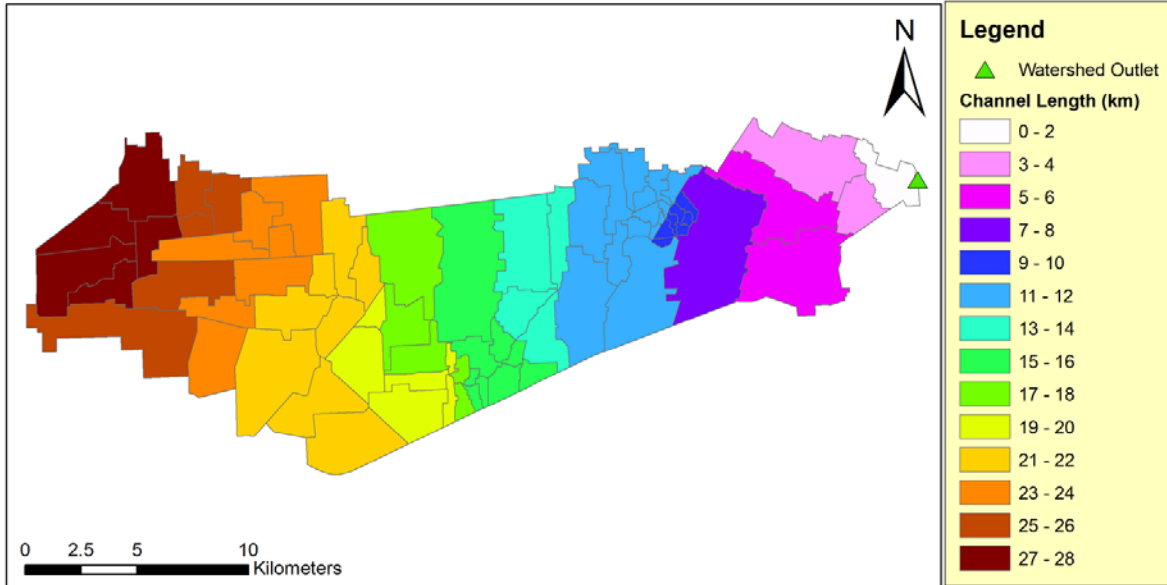 N
0 2.5 5 10
Kilometers
Legend
Watershed Outlet
Channel Length (km)
0 - 2
3 - 4
5 - 6
7 - 8
9 - 10
11 - 12
13 - 14
15 - 16
17 - 18
19 - 20
21 - 22
23 - 24
25 - 26
27 - 28